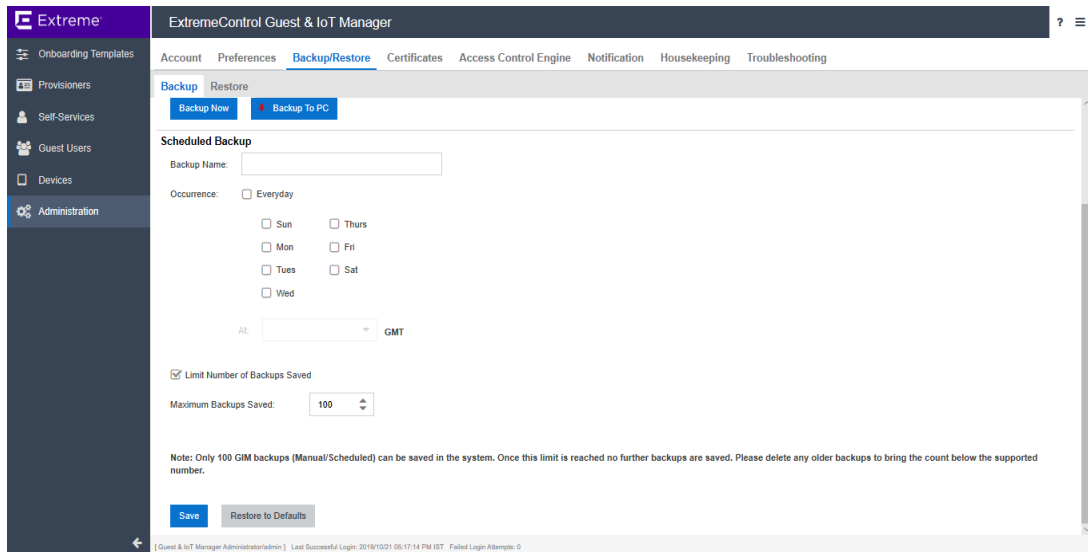 Extreme
ExtremeControl Guest & IoT Manager
?
Onboarding Templates
Provisioners
Self-Services
Guest Users
Devices
Administration
Account Preferences Backup/Restore Certificates Access Control Engine Notification Housekeeping Troubleshooting
Backup Restore
Backup Now Backup To PC
Scheduled Backup
Backup Name:
Occurrence: Everyday
Sun Thurs
Mon Fri
Tues Sat
Wed
At: GMT
Limit Number of Backups Saved
Maximum Backups Saved: 100
Note: Only 100 GIM backups (Manual/Scheduled) can be saved in the system. Once this limit is reached no further backups are saved. Please delete any older backups to bring the count below the supported
number.
Save Restore to Defaults
[ Guest & IoT Manager Administrator/admin ] Last Successful Login: 2019/10/21 05:17:14 PM IST Failed Login Attempts: 0